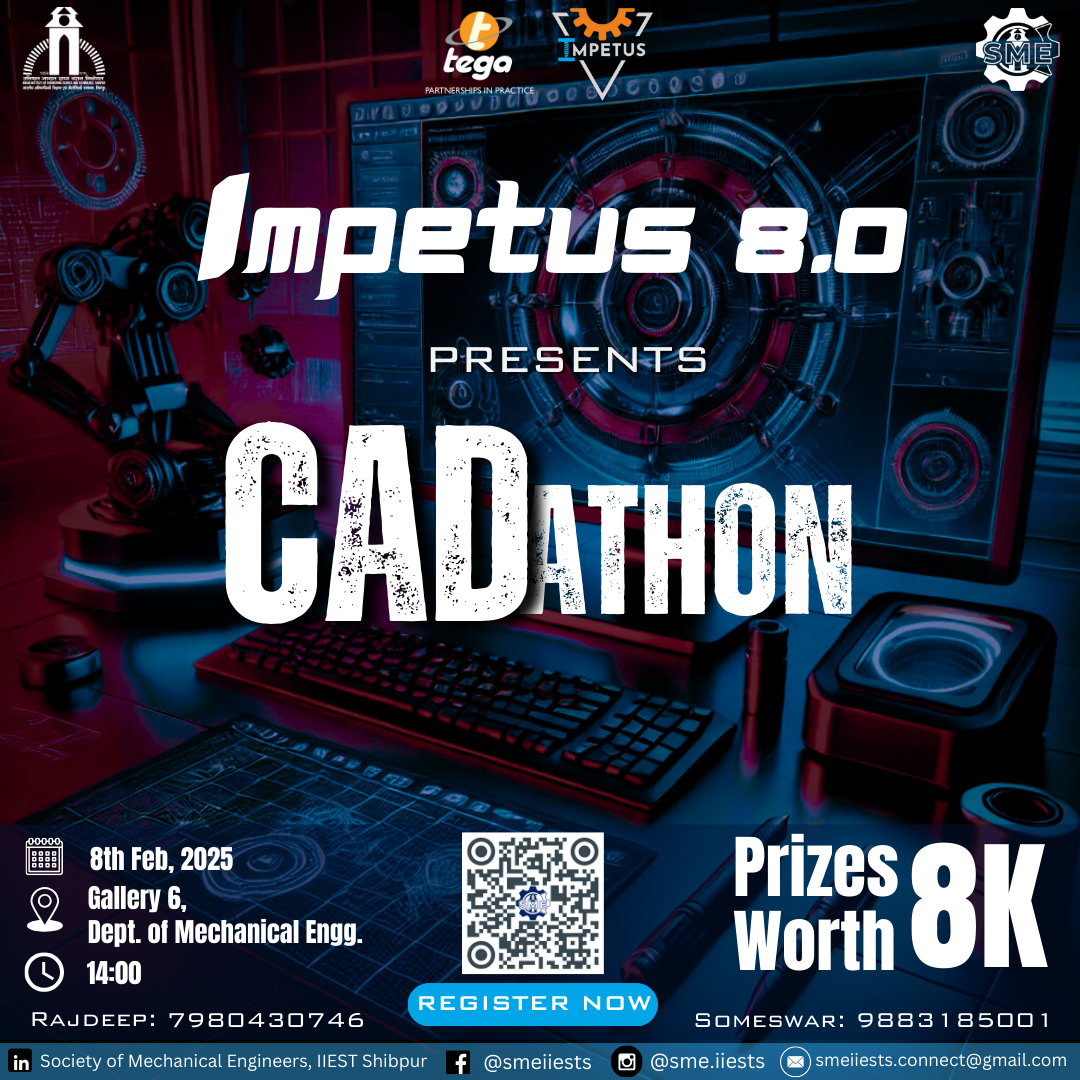 tega
PARTNERSHIPS IN PRACTICE
IMPETUS
SME
Impetus 8.0
PRESENTS
CADATHON
8th Feb, 2025
Gallery 6,
Dept. of Mechanical Engg.
14:00
SME
REGISTER NOW
Prizes
Worth
8K
Rajdeep: 7980430746
Someswar: 9883185001
Society of Mechanical Engineers, IIEST Shibpur
@smeiiests
@sme.iiests
smeiiests.connect@gmail.com